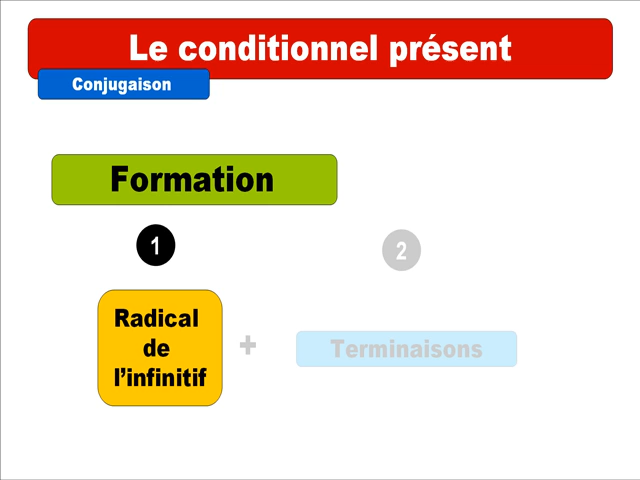 Le conditionnel présent
Conjugaison
Formation
1
2
Radical
de
l'infinitif
+
Terminaisons